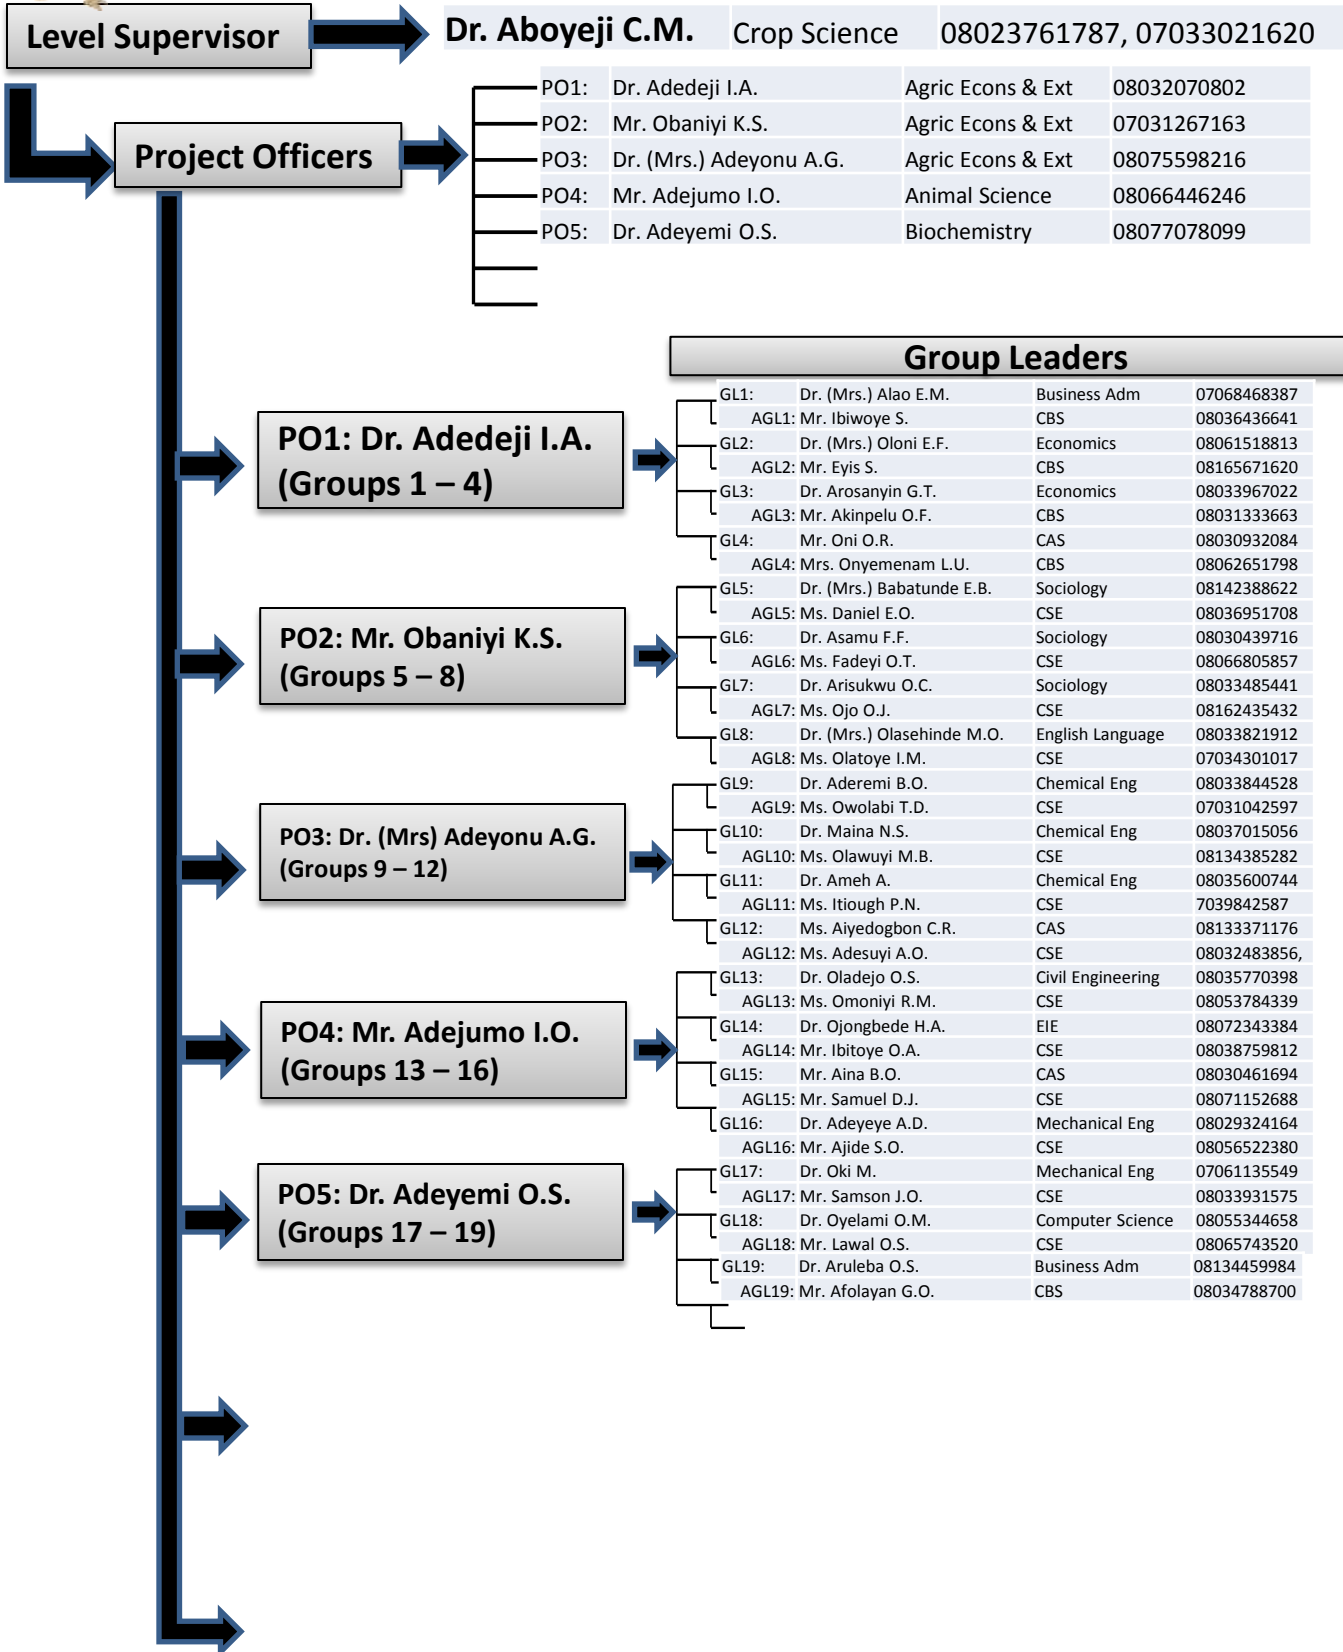 Level Supervisor
Dr. Aboyeji C.M. Crop Science 08023761787, 07033021620
Project Officers
PO1: Dr. Adedeji I.A. Agric Econs & Ext 08032070802
PO2: Mr. Obaniyi K.S. Agric Econs & Ext 07031267163
PO3: Dr. (Mrs.) Adeyonu A.G. Agric Econs & Ext 08075598216
PO4: Mr. Adejumo I.O. Animal Science 08066446246
PO5: Dr. Adeyemi O.S. Biochemistry 08077078099
Group Leaders
PO1: Dr. Adedeji I.A.
(Groups 1 – 4)
GL1: Dr. (Mrs.) Alao E.M. Business Adm 07068468387
AGL1: Mr. Ibiwoye S. CBS 08036436641
GL2: Dr. (Mrs.) Oloni E.F. Economics 08061518813
AGL2: Mr. Eyis S. CBS 08165671620
GL3: Dr. Arosanyin G.T. Economics 08033967022
AGL3: Mr. Akinpelu O.F. CBS 08031333663
GL4: Mr. Oni O.R. CAS 08030932084
AGL4: Mrs. Onyemenam L.U. CBS 08062651798
PO2: Mr. Obaniyi K.S.
(Groups 5 – 8)
GL5: Dr. (Mrs.) Babatunde E.B. Sociology 08142388622
AGL5: Ms. Daniel E.O. CSE 08036951708
GL6: Dr. Asamu F.F. Sociology 08030439716
AGL6: Ms. Fadeyi O.T. CSE 08066805857
GL7: Dr. Arisukwu O.C. Sociology 08033485441
AGL7: Ms. Ojo O.J. CSE 08162435432
GL8: Dr. (Mrs.) Olasehinde M.O. English Language 08033821912
AGL8: Ms. Olatoye I.M. CSE 07034301017
PO3: Dr. (Mrs) Adeyonu A.G.
(Groups 9 – 12)
GL9: Dr. Aderemi B.O. Chemical Eng 08033844528
AGL9: Ms. Owolabi T.D. CSE 07031042597
GL10: Dr. Maina N.S. Chemical Eng 08037015056
AGL10: Ms. Olawuyi M.B. CSE 08134385282
GL11: Dr. Ameh A. Chemical Eng 08035600744
AGL11: Ms. Itiough P.N. CSE 7039842587
GL12: Ms. Aiyedogbon C.R. CAS 08133371176
AGL12: Ms. Adesuyi A.O. CSE 08032483856,
PO4: Mr. Adejumo I.O.
(Groups 13 – 16)
GL13: Dr. Oladejo O.S. Civil Engineering 08035770398
AGL13: Ms. Omoniyi R.M. CSE 08053784339
GL14: Dr. Ojongbede H.A. EIE 08072343384
AGL14: Mr. Ibitoye O.A. CSE 08038759812
GL15: Mr. Aina B.O. CAS 08030461694
AGL15: Mr. Samuel D.J. CSE 08071152688
GL16: Dr. Adeyeye A.D. Mechanical Eng 08029324164
AGL16: Mr. Ajide S.O. CSE 08056522380
PO5: Dr. Adeyemi O.S.
(Groups 17 – 19)
GL17: Dr. Oki M. Mechanical Eng 07061135549
AGL17: Mr. Samson J.O. CSE 08033931575
GL18: Dr. Oyelami O.M. Computer Science 08055344658
AGL18: Mr. Lawal O.S. CSE 08065743520
GL19: Dr. Aruleba O.S. Business Adm 08134459984
AGL19: Mr. Afolayan G.O. CBS 08034788700